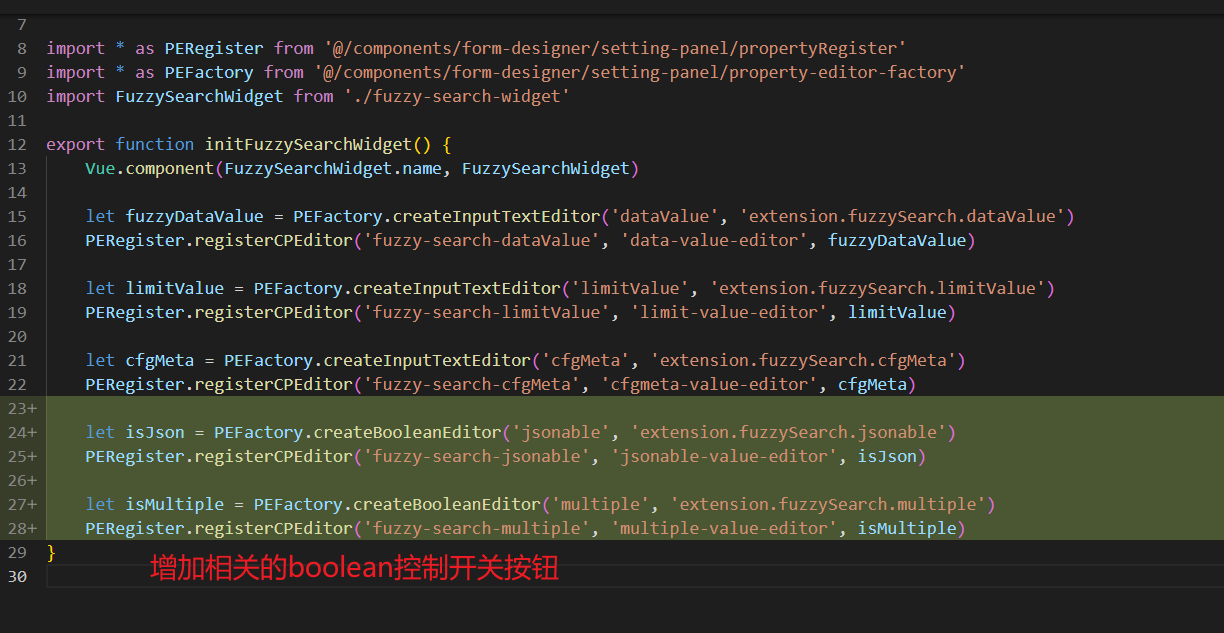 7
8 import * as PERegister from '@/components/form-designer/setting-panel/propertyRegister'
9 import * as PEFactory from '@/components/form-designer/setting-panel/property-editor-factory'
10 import FuzzySearchWidget from './fuzzy-search-widget'
11
12 export function initFuzzySearchWidget() {
13 Vue.component(FuzzySearchWidget.name, FuzzySearchWidget)
14
15 let fuzzyDataValue = PEFactory.createInputTextEditor('dataValue', 'extension.fuzzySearch.dataValue')
16 PERegister.registerCPEditor('fuzzy-search-dataValue', 'data-value-editor', fuzzyDataValue)
17
18 let limitValue = PEFactory.createInputTextEditor('limitValue', 'extension.fuzzySearch.limitValue')
19 PERegister.registerCPEditor('fuzzy-search-limitValue', 'limit-value-editor', limitValue)
20
21 let cfgMeta = PEFactory.createInputTextEditor('cfgMeta', 'extension.fuzzySearch.cfgMeta')
22 PERegister.registerCPEditor('fuzzy-search-cfgMeta', 'cfgmeta-value-editor', cfgMeta)
23+
24+ let isJson = PEFactory.createBooleanEditor('jsonable', 'extension.fuzzySearch.jsonable')
25+ PERegister.registerCPEditor('fuzzy-search-jsonable', 'jsonable-value-editor', isJson)
26+
27+ let isMultiple = PEFactory.createBooleanEditor('multiple', 'extension.fuzzySearch.multiple')
28+ PERegister.registerCPEditor('fuzzy-search-multiple', 'multiple-value-editor', isMultiple)
29 }
增加相关的boolean控制开关按钮
30